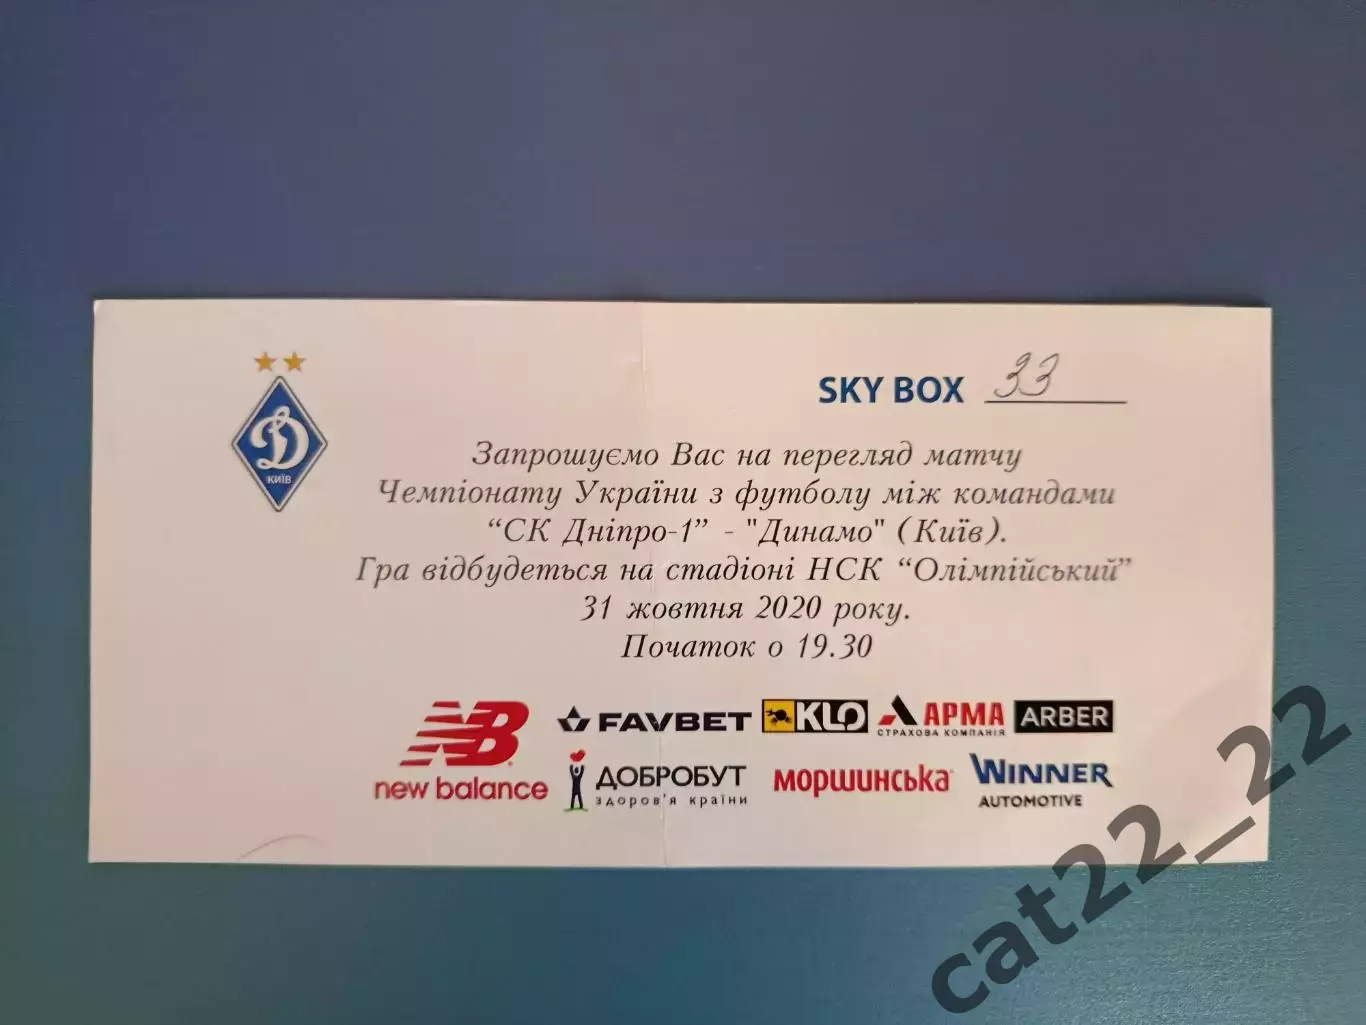 SKY BOX 33
Запрошуємо Вас на перегляд матчу
Чемпіонату України з футболу між командами
“СК Дніпро-1” - "Динамо" (Київ).
Гра відбудеться на стадіоні НСК “Олімпійський”
31 жовтня 2020 року.
Початок о 19.30
Д
КИЇВ
NB
new balance
FAVBET
KLO
АРМА
СТРАХОВА КОМПАНІЯ
ARBER
ДОБРОБУТ
здоров'я країни
МОРШИНСЬКА
WINNER
AUTOMOTIVE
cat22_22